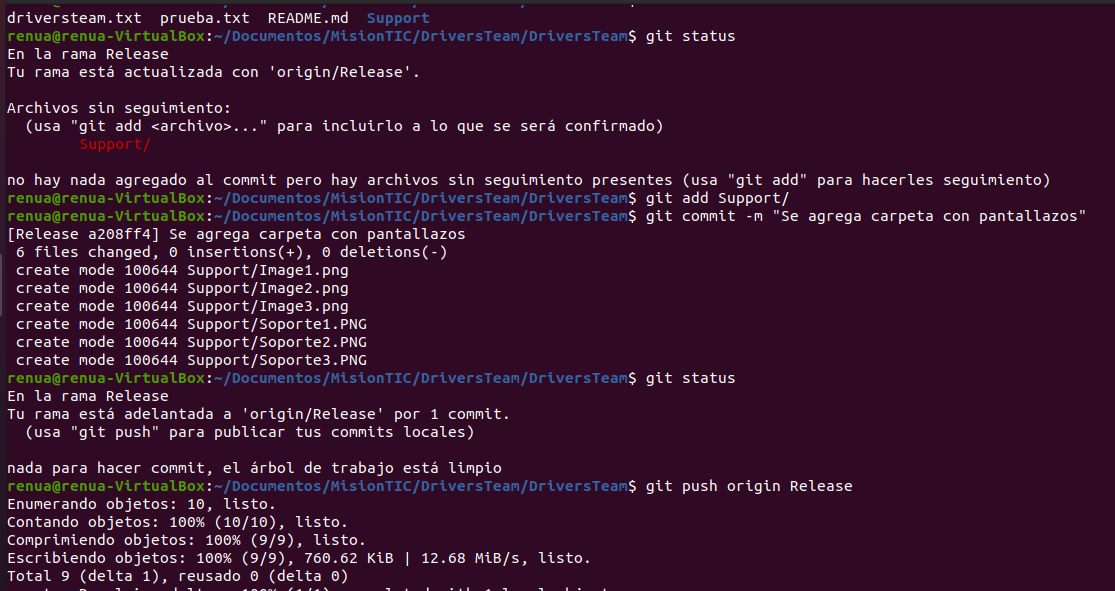 driversteam.txt  prueba.txt  README.md  Support
renua@renua-VirtualBox:~/Documentos/MisionTIC/DriversTeam/DriversTeam$ git status
En la rama Release
Tu rama está actualizada con 'origin/Release'.

Archivos sin seguimiento:
  (usa "git add <archivo>..." para incluirlo a lo que se será confirmado)
        Support/

no hay nada agregado al commit pero hay archivos sin seguimiento presentes (usa "git add" para hacerles seguimiento)
renua@renua-VirtualBox:~/Documentos/MisionTIC/DriversTeam/DriversTeam$ git add Support/
renua@renua-VirtualBox:~/Documentos/MisionTIC/DriversTeam/DriversTeam$ git commit -m "Se agrega carpeta con pantallazos"
[Release a208ff4] Se agrega carpeta con pantallazos
 6 files changed, 0 insertions(+), 0 deletions(-)
 create mode 100644 Support/Image1.png
 create mode 100644 Support/Image2.png
 create mode 100644 Support/Image3.png
 create mode 100644 Support/Soporte1.PNG
 create mode 100644 Support/Soporte2.PNG
 create mode 100644 Support/Soporte3.PNG
renua@renua-VirtualBox:~/Documentos/MisionTIC/DriversTeam/DriversTeam$ git status
En la rama Release
Tu rama está adelantada a 'origin/Release' por 1 commit.
  (usa "git push" para publicar tus commits locales)

nada para hacer commit, el árbol de trabajo está limpio
renua@renua-VirtualBox:~/Documentos/MisionTIC/DriversTeam/DriversTeam$ git push origin Release
Enumerando objetos: 10, listo.
Contando objetos: 100% (10/10), listo.
Comprimiendo objetos: 100% (9/9), listo.
Escribiendo objetos: 100% (9/9), 760.62 KiB | 12.68 MiB/s, listo.
Total 9 (delta 1), reusado 0 (delta 0)